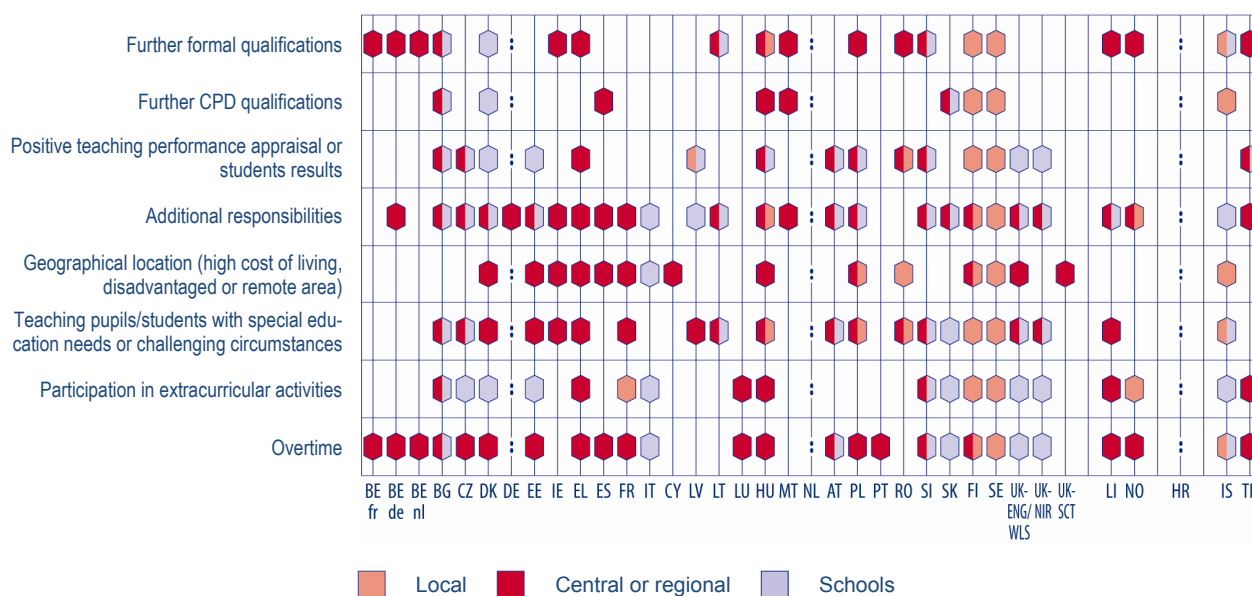 Further formal qualifications
Further CPD qualifications
Positive teaching performance appraisal or
students results
Additional responsibilities
Geographical location (high cost of living,
disadvantaged or remote area)
Teaching pupils/students with special edu-
cation needs or challenging circumstances
Participation in extracurricular activities
Overtime
BE BE BE BG CZ DK DE EE IE EL ES FR IT CY LV LT LU HU MT NL AT PL PT RO SI SK FI SE UK- UK- UK- LI NO HR IS
fr de nl ENG/ NIR SCT
WLS
Local Central or regional Schools